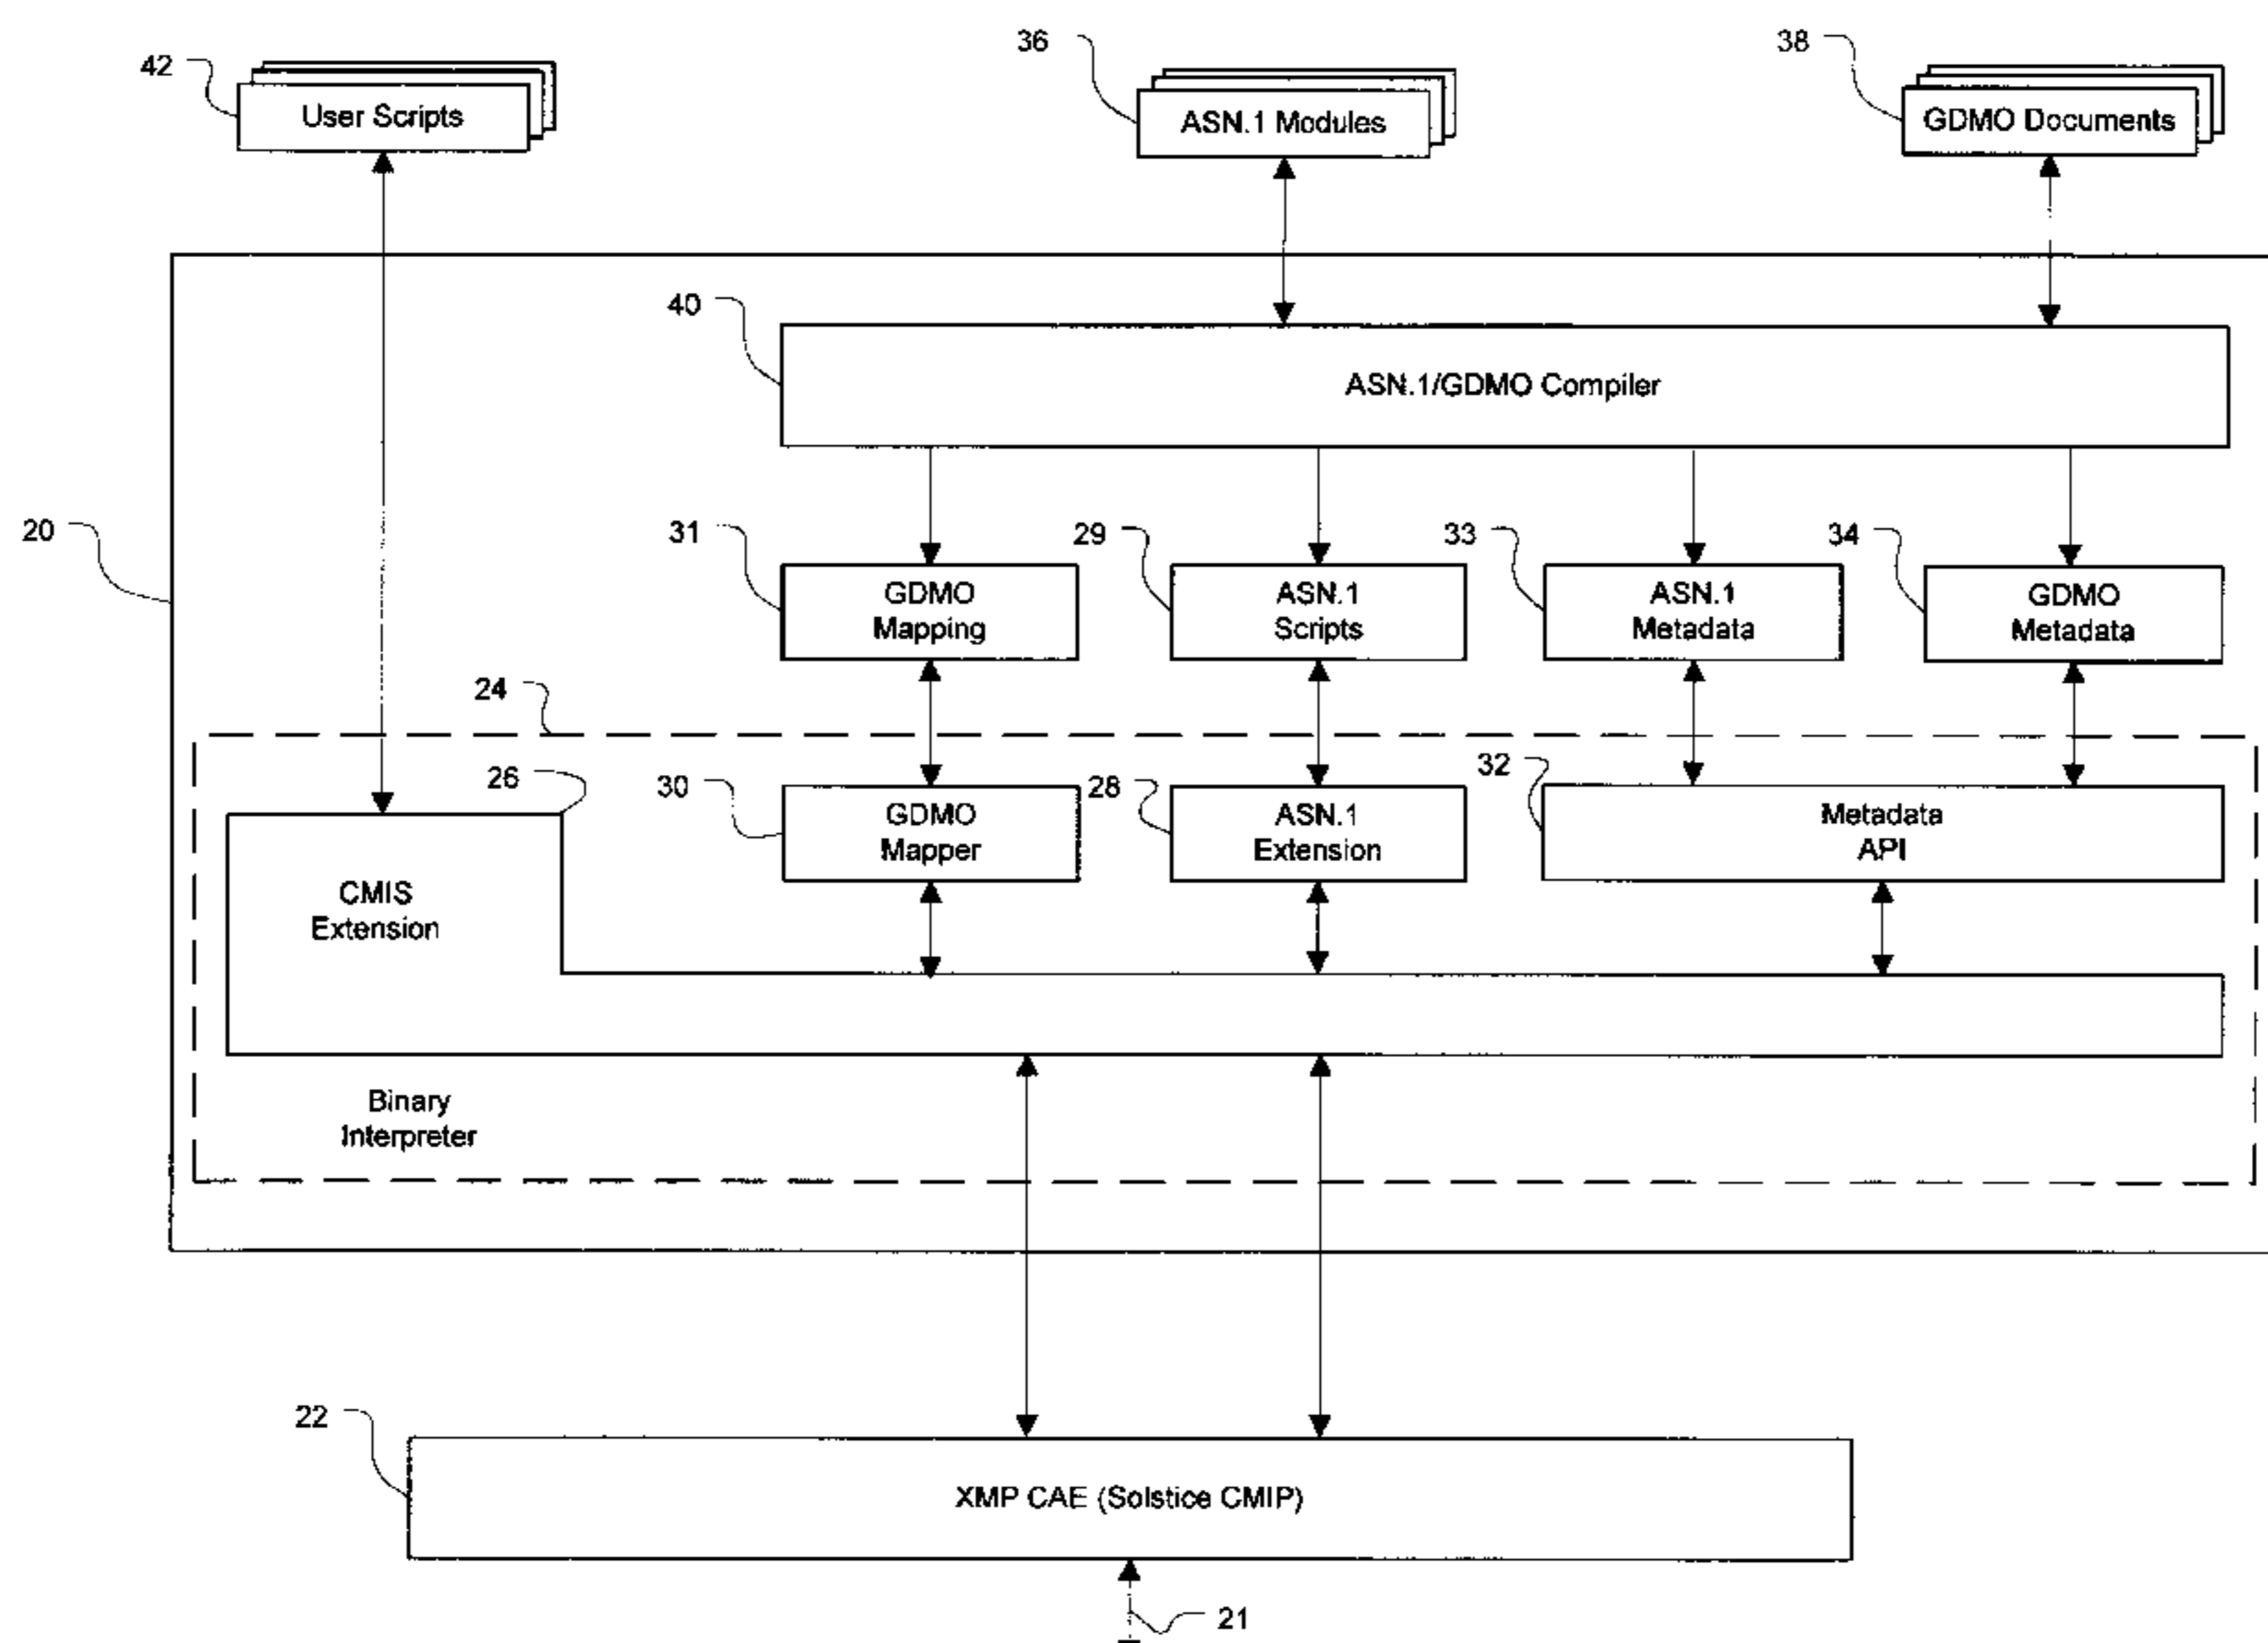 42
User Scripts
36
ASN.1 Modules
38
GDMO Documents
40
ASN.1/GDMO Compiler
20
31
GDMO
Mapping
29
ASN.1
Scripts
33
ASN.1
Metadata
34
GDMO
Metadata
24
26
CMIS
Extension
30
GDMO
Mapper
28
ASN.1
Extension
32
Metadata
API
Binary
Interpreter
22
XMP CAE (Solstice CMIP)
21